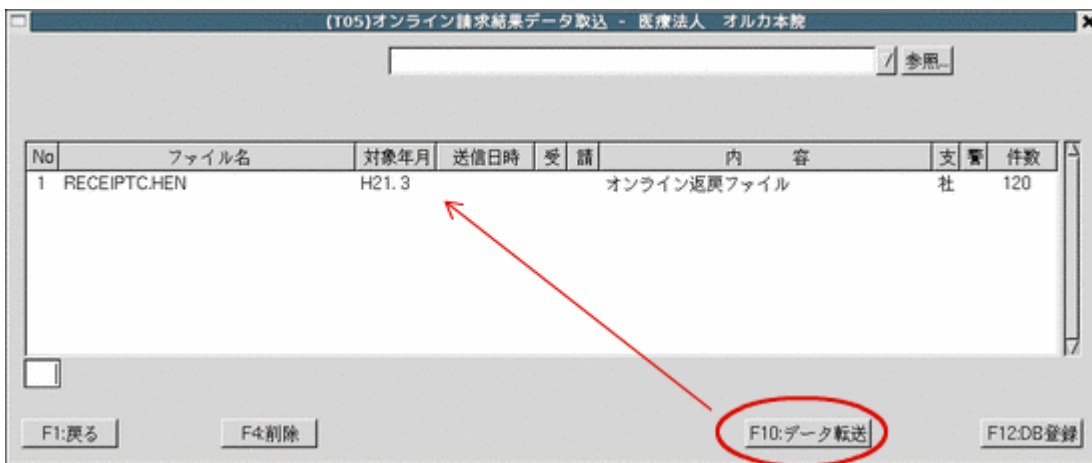 (T05)オンライン請求結果データ取込 - 医療法人 オルカ本院
参照...
No ファイル名 対象年月 送信日時 受 請 内 容 支 警 件数
1 RECEIPTC.HEN H21. 3 オンライン返戻ファイル 社 120
F1:戻る F4:削除 F10:データ転送 F12:DB登録